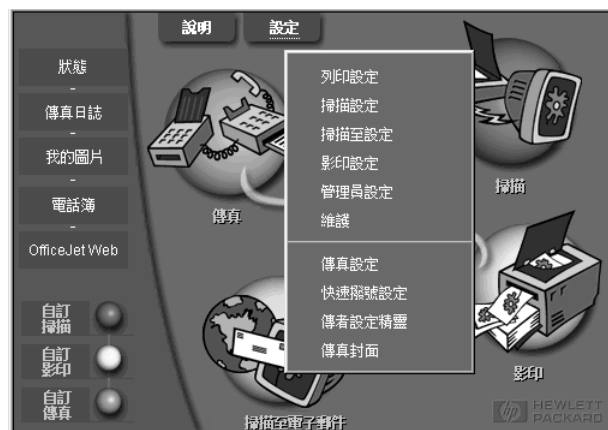 說明
設定
狀態
傳真日誌
我的圖片
電話簿
OfficeJet Web
自訂
掃描
自訂
影印
自訂
傳真
傳真
列印設定
掃描設定
掃描至設定
影印設定
管理員設定
維護
傳真設定
快速撥號設定
傳者設定精靈
傳真封面
掃描
影印
掃描至電子郵件
hp HEWLETT
PACKARD